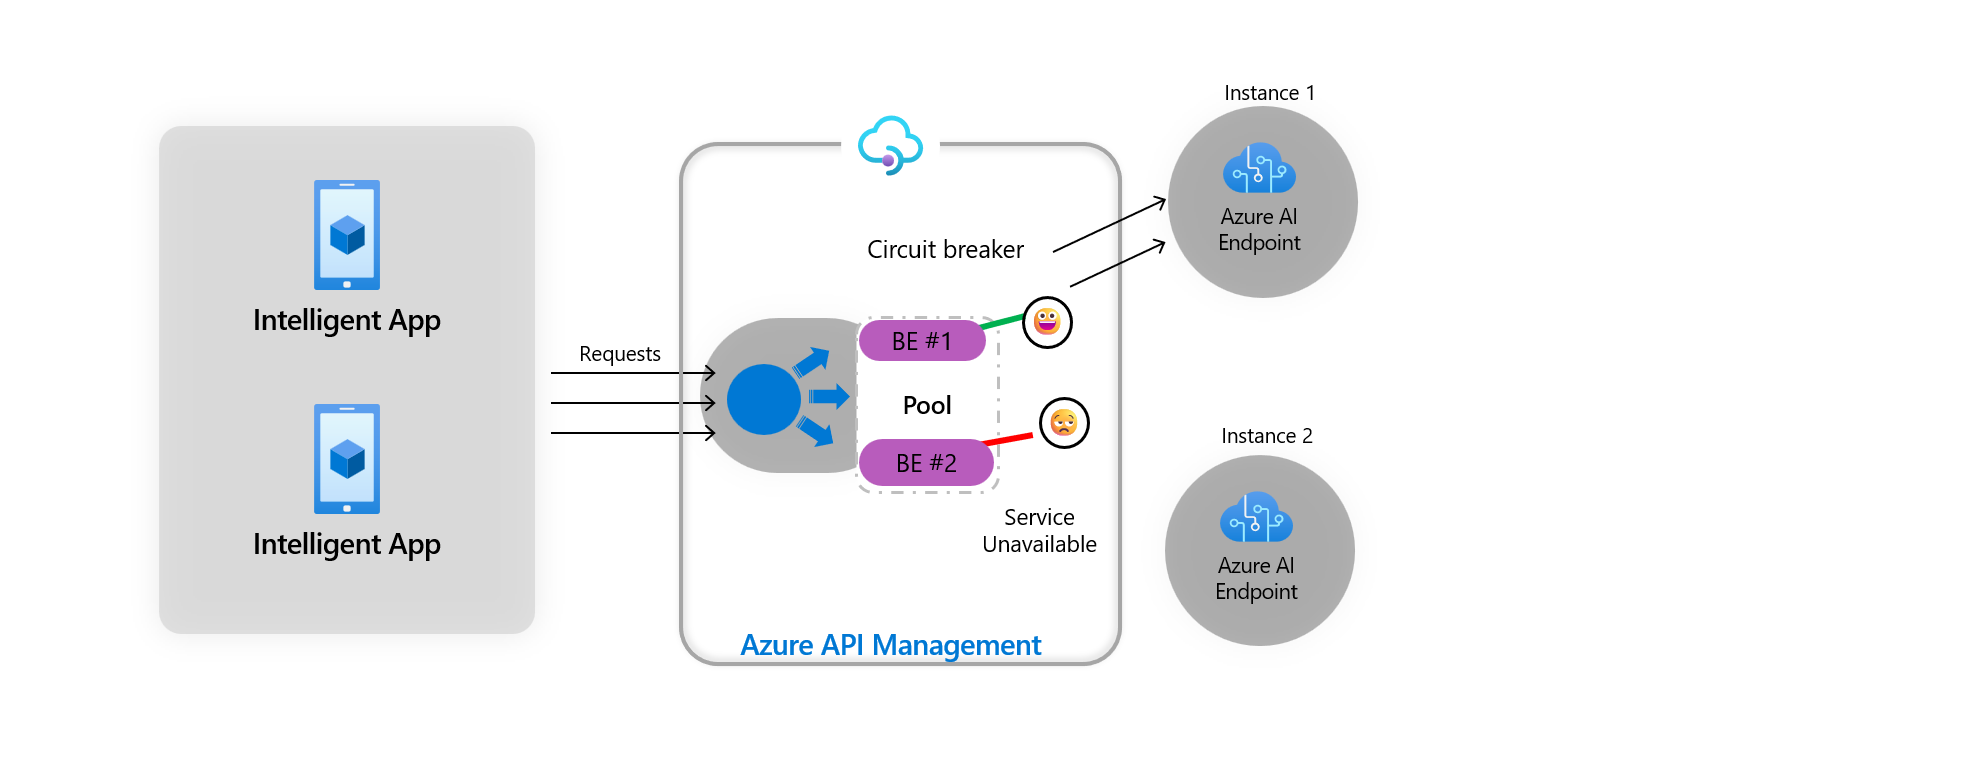 Intelligent App
Intelligent App
Requests
Circuit breaker
BE #1
Pool
BE #2
Service
Unavailable
Azure API Management
Instance 1
Azure AI
Endpoint
Instance 2
Azure AI
Endpoint